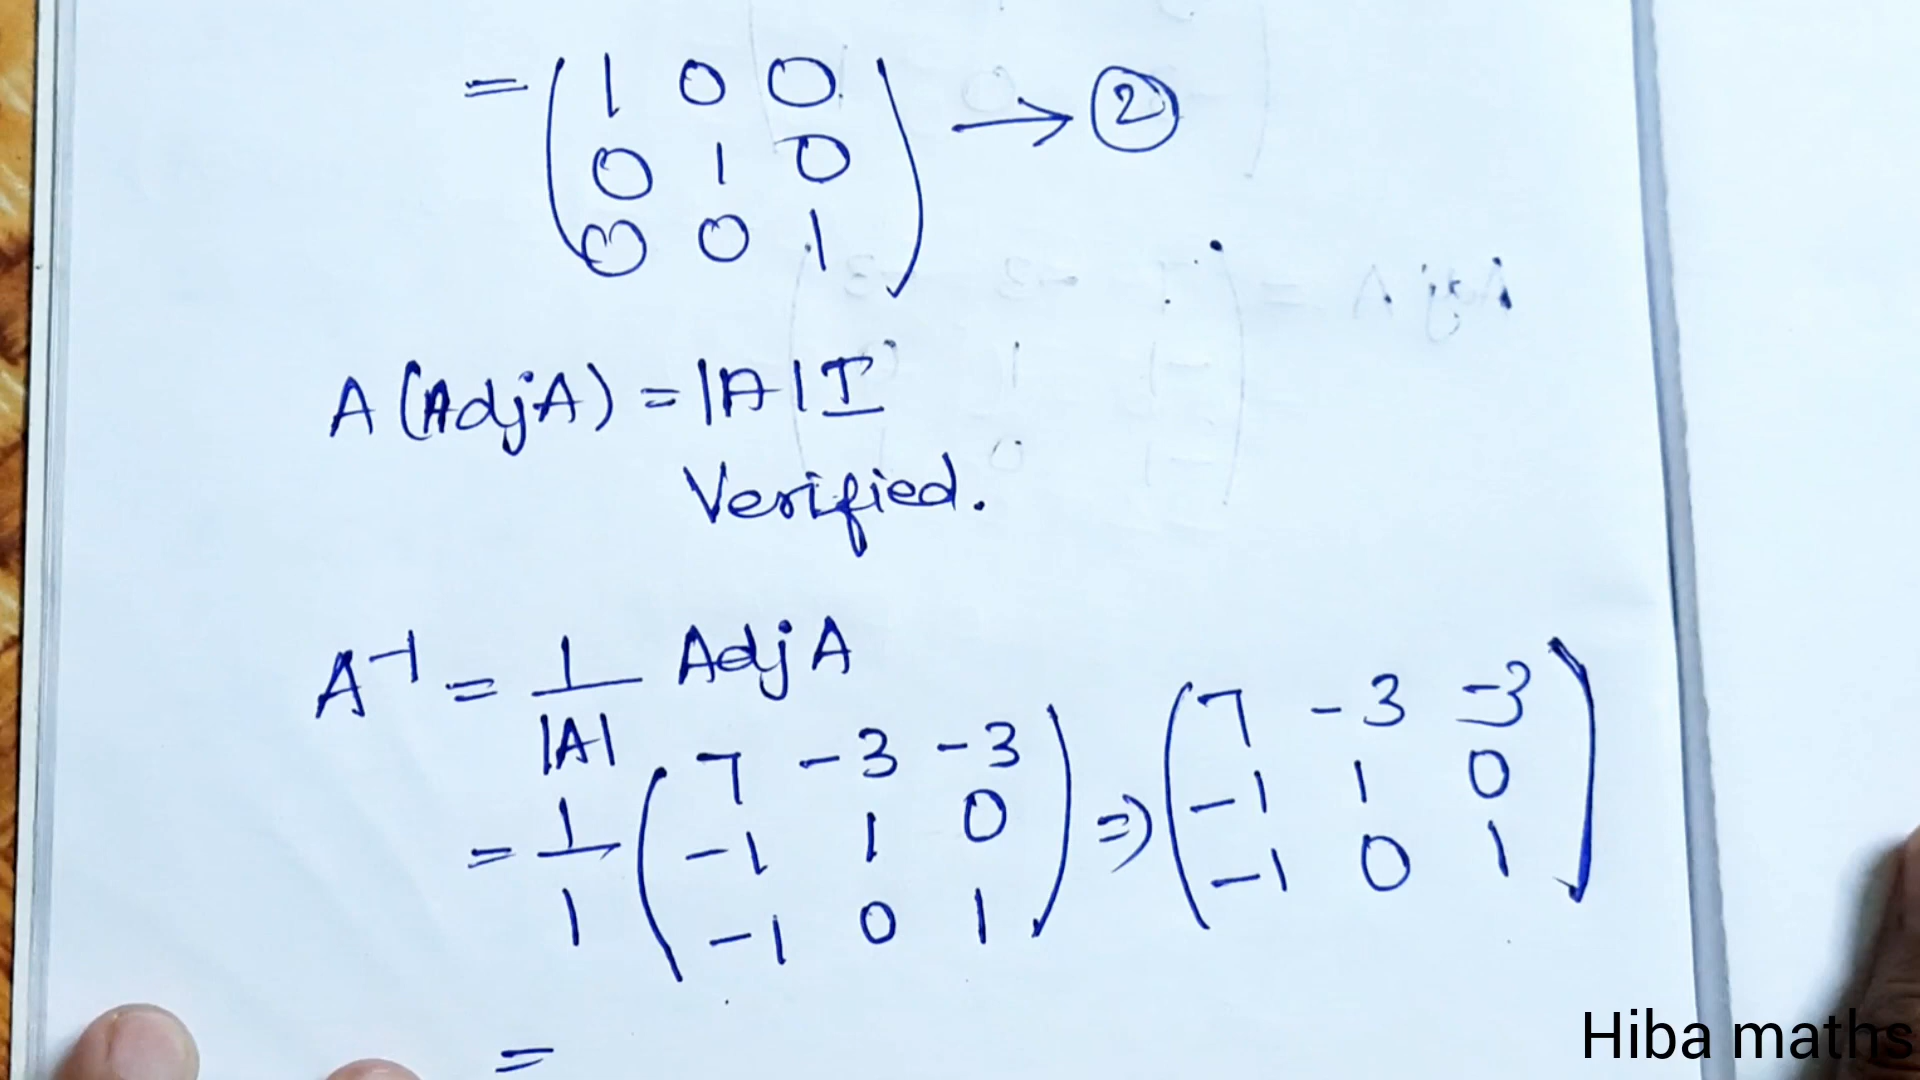 = ( 1 0 0
0 1 0
0 0 1 ) → ②
A (AdjA) = |A| I
Verified.
A⁻¹ = 1/|A| Adj A
= 1/1 ( 7 -3 -3
-1 1 0
-1 0 1 ) => ( 7 -3 -3
-1 1 0
-1 0 1 )
=
Hiba maths